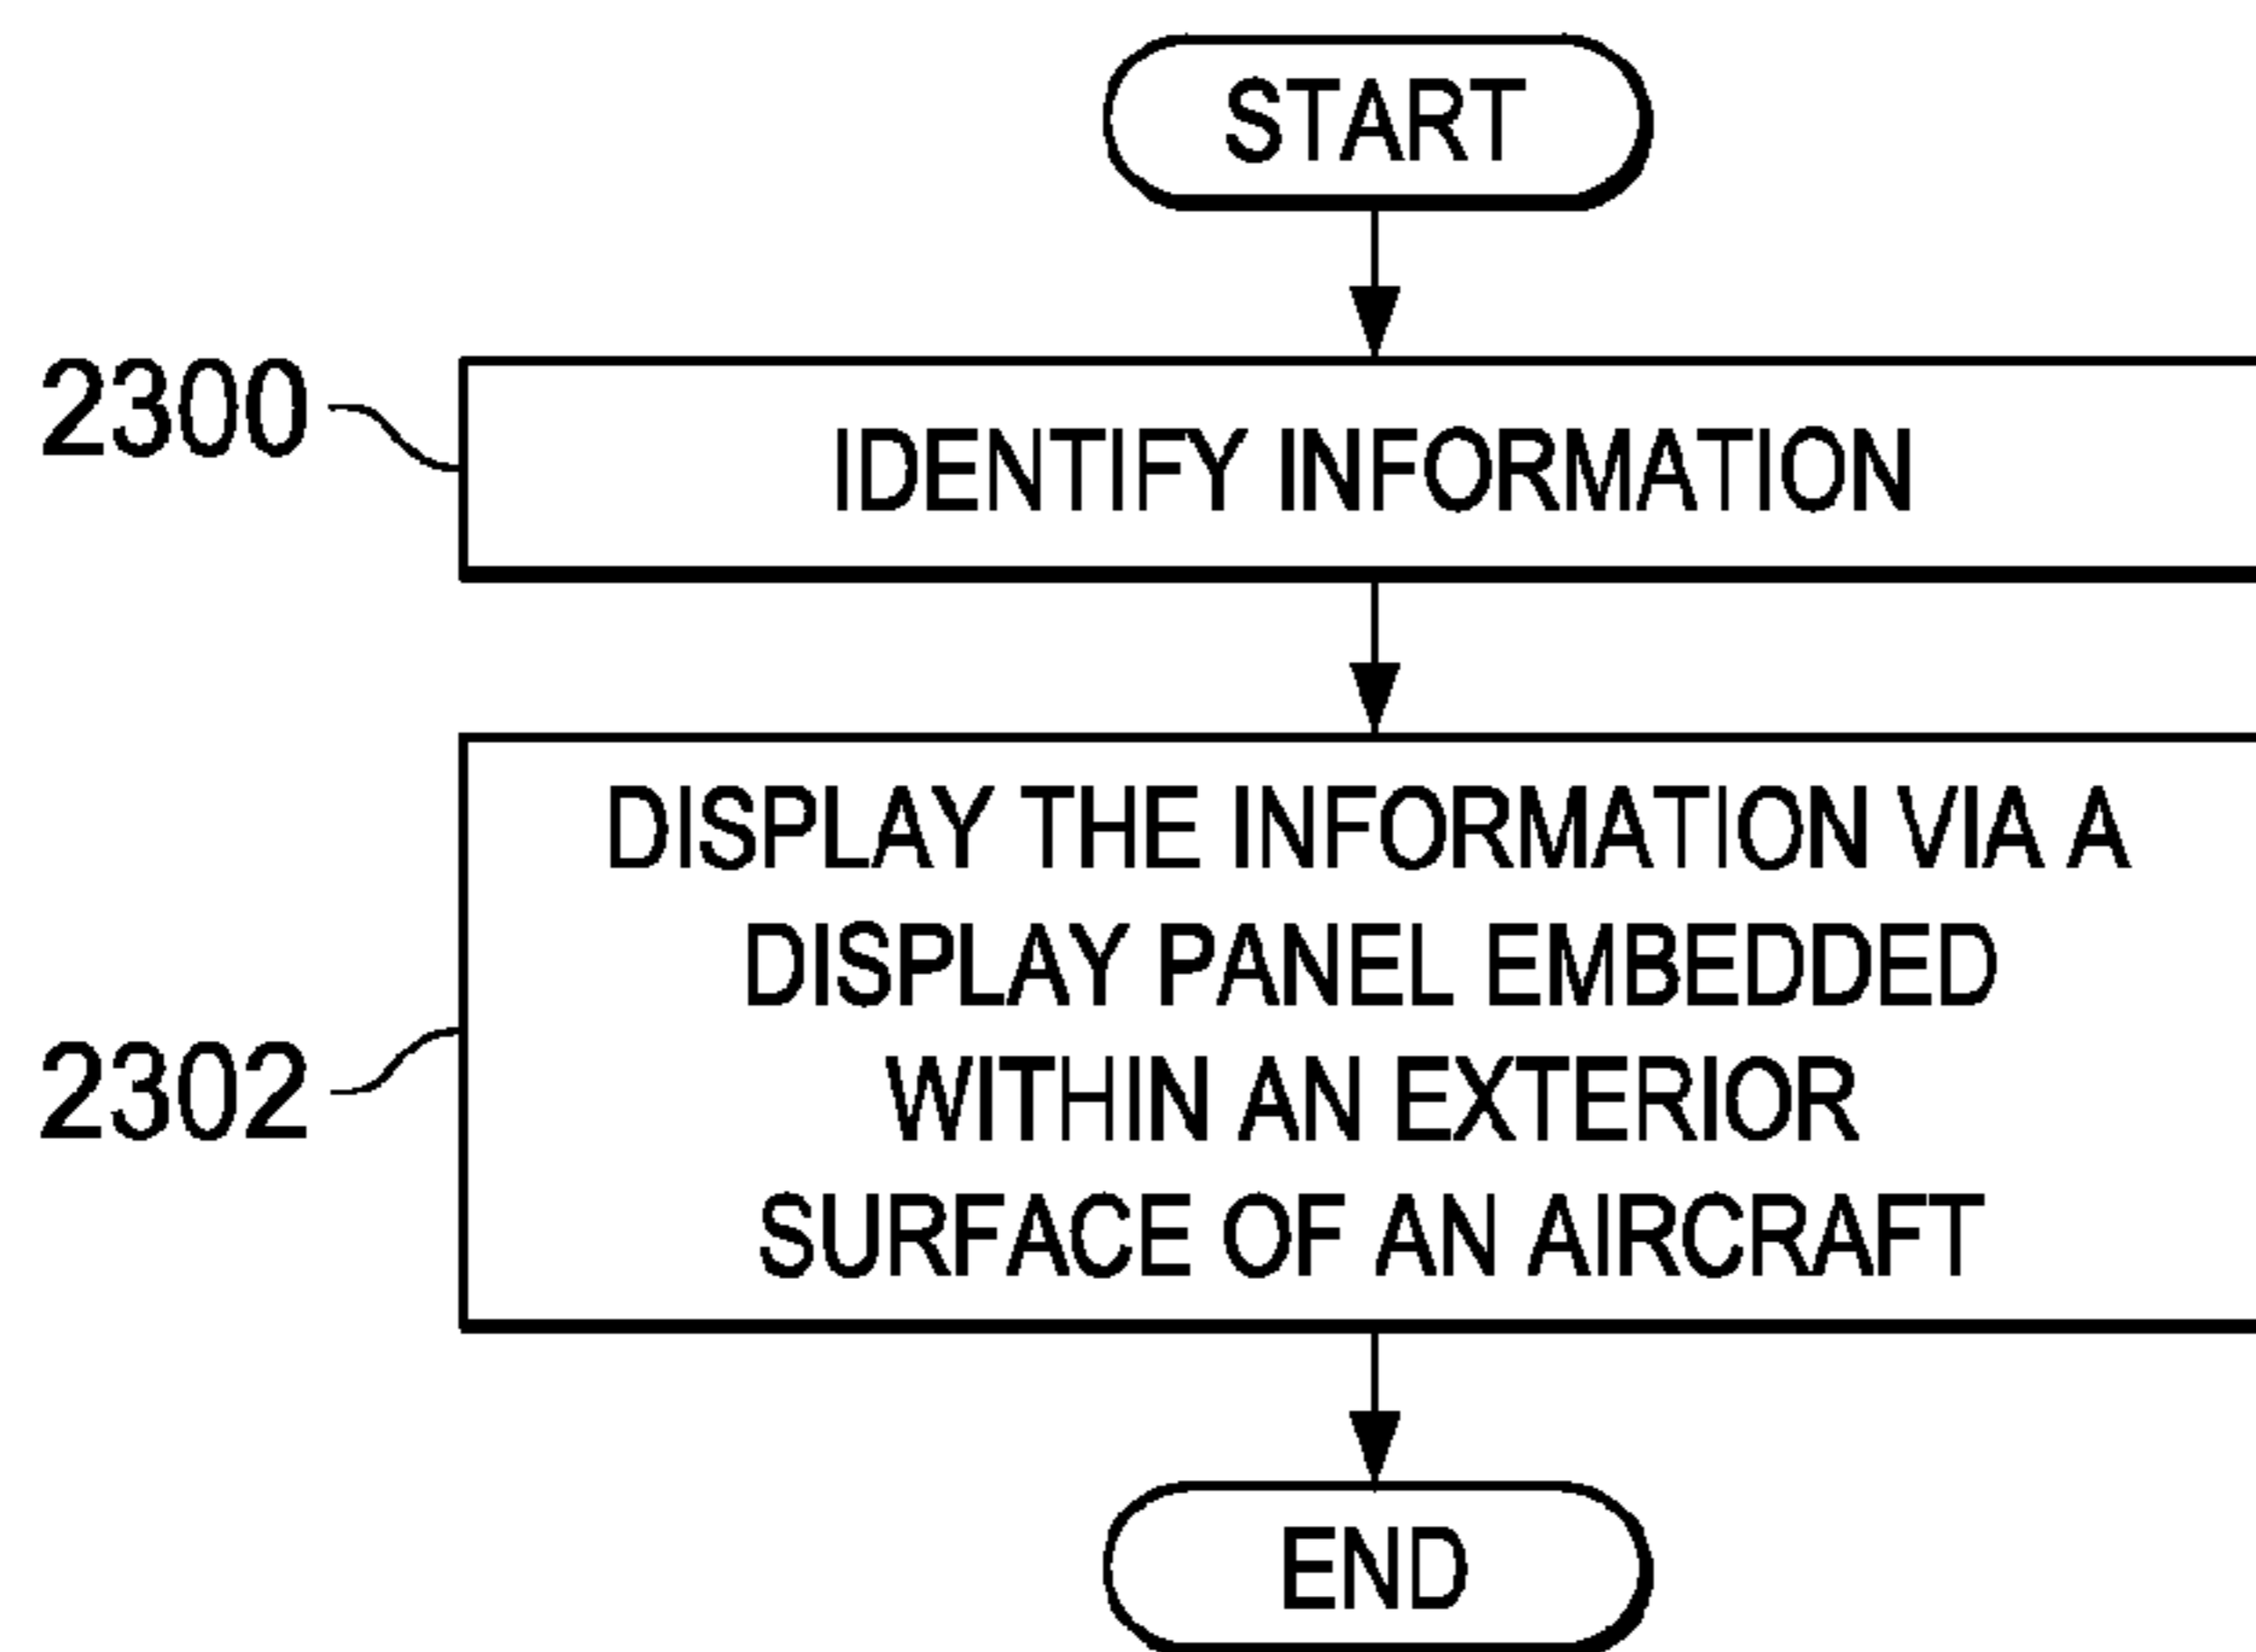 START
2300
IDENTIFY INFORMATION
DISPLAY THE INFORMATION VIA A
DISPLAY PANEL EMBEDDED
WITHIN AN EXTERIOR
SURFACE OF AN AIRCRAFT
2302
END